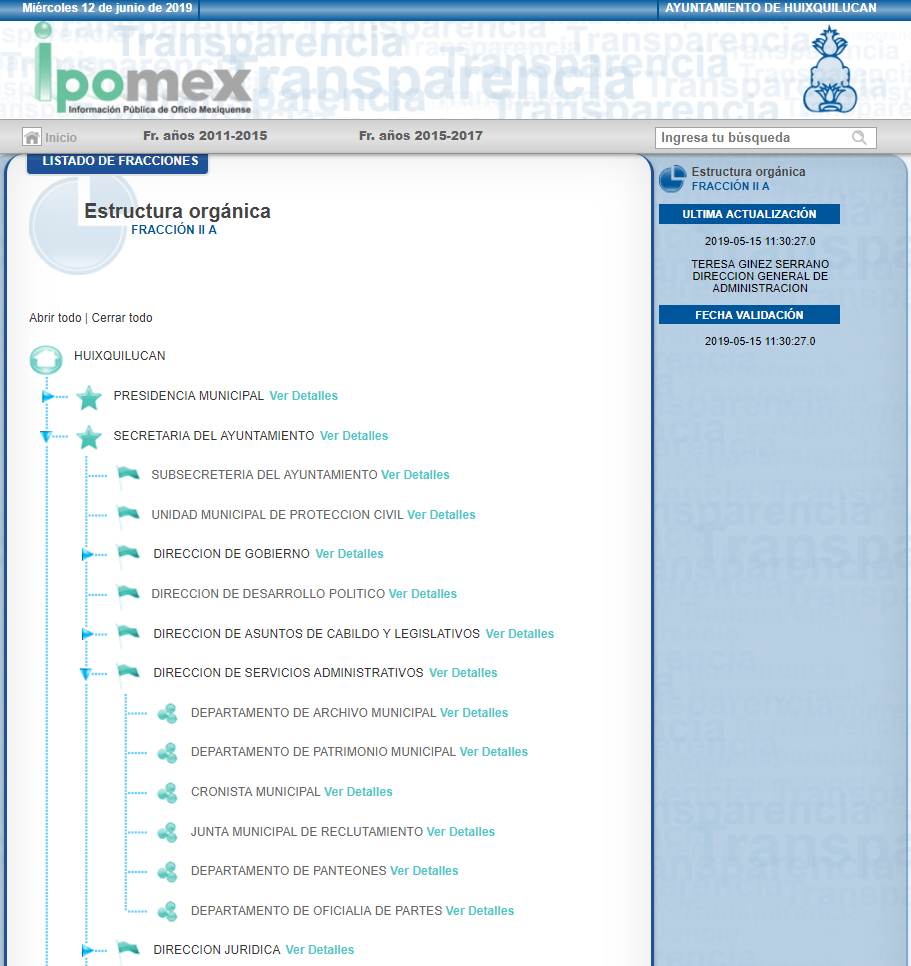 Miércoles 12 de junio de 2019
AYUNTAMIENTO DE HUIXQUILUCAN
Transparencia
ipomex
Información Pública de Oficio Mexiquense
Inicio
Fr. años 2011-2015
Fr. años 2015-2017
Ingresa tu búsqueda
LISTADO DE FRACCIONES
Estructura orgánica
FRACCIÓN II A
Abrir todo | Cerrar todo
HUIXQUILUCAN
PRESIDENCIA MUNICIPAL Ver Detalles
SECRETARIA DEL AYUNTAMIENTO Ver Detalles
SUBSECRETERIA DEL AYUNTAMIENTO Ver Detalles
UNIDAD MUNICIPAL DE PROTECCION CIVIL Ver Detalles
DIRECCION DE GOBIERNO Ver Detalles
DIRECCION DE DESARROLLO POLITICO Ver Detalles
DIRECCION DE ASUNTOS DE CABILDO Y LEGISLATIVOS Ver Detalles
DIRECCION DE SERVICIOS ADMINISTRATIVOS Ver Detalles
DEPARTAMENTO DE ARCHIVO MUNICIPAL Ver Detalles
DEPARTAMENTO DE PATRIMONIO MUNICIPAL Ver Detalles
CRONISTA MUNICIPAL Ver Detalles
JUNTA MUNICIPAL DE RECLUTAMIENTO Ver Detalles
DEPARTAMENTO DE PANTEONES Ver Detalles
DEPARTAMENTO DE OFICIALIA DE PARTES Ver Detalles
DIRECCION JURIDICA Ver Detalles
Estructura orgánica
FRACCIÓN II A
ULTIMA ACTUALIZACIÓN
2019-05-15 11:30:27.0
TERESA GINEZ SERRANO
DIRECCION GENERAL DE
ADMINISTRACION
FECHA VALIDACIÓN
2019-05-15 11:30:27.0